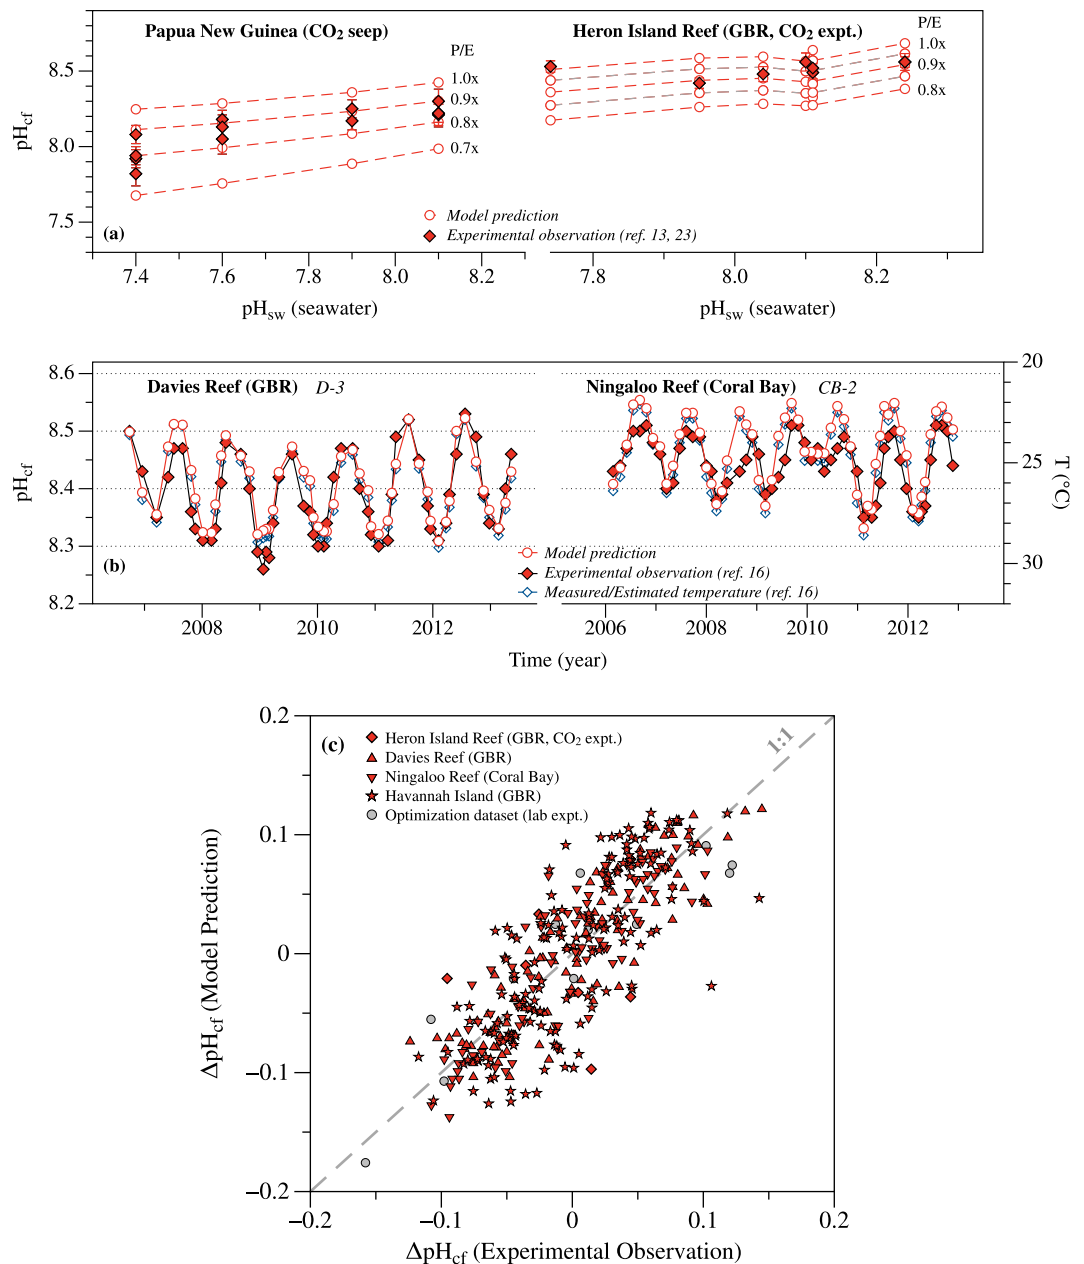 Papua New Guinea (CO2 seep)
P/E
1.0x
0.9x
0.8x
0.7x
Heron Island Reef (GBR, CO2 expt.)
P/E
1.0x
0.9x
0.8x
pHcf
8.5
8.0
7.5
(a)
Model prediction
Experimental observation (ref. 13, 23)
7.4
7.6
7.8
8.0
8.2
7.8
8.0
8.2
pHsw (seawater)
pHsw (seawater)
Davies Reef (GBR) D-3
Ningaloo Reef (Coral Bay) CB-2
pHcf
8.6
8.5
8.4
8.3
8.2
20
25
30
T (°C)
(b)
Model prediction
Experimental observation (ref. 16)
Measured/Estimated temperature (ref. 16)
2008
2010
2012
2006
2008
2010
2012
Time (year)
(c)
Heron Island Reef (GBR, CO2 expt.)
Davies Reef (GBR)
Ningaloo Reef (Coral Bay)
Havannah Island (GBR)
Optimization dataset (lab expt.)
1:1
ΔpHcf (Model Prediction)
0.2
0.1
0
−0.1
−0.2
−0.2
−0.1
0
0.1
0.2
ΔpHcf (Experimental Observation)